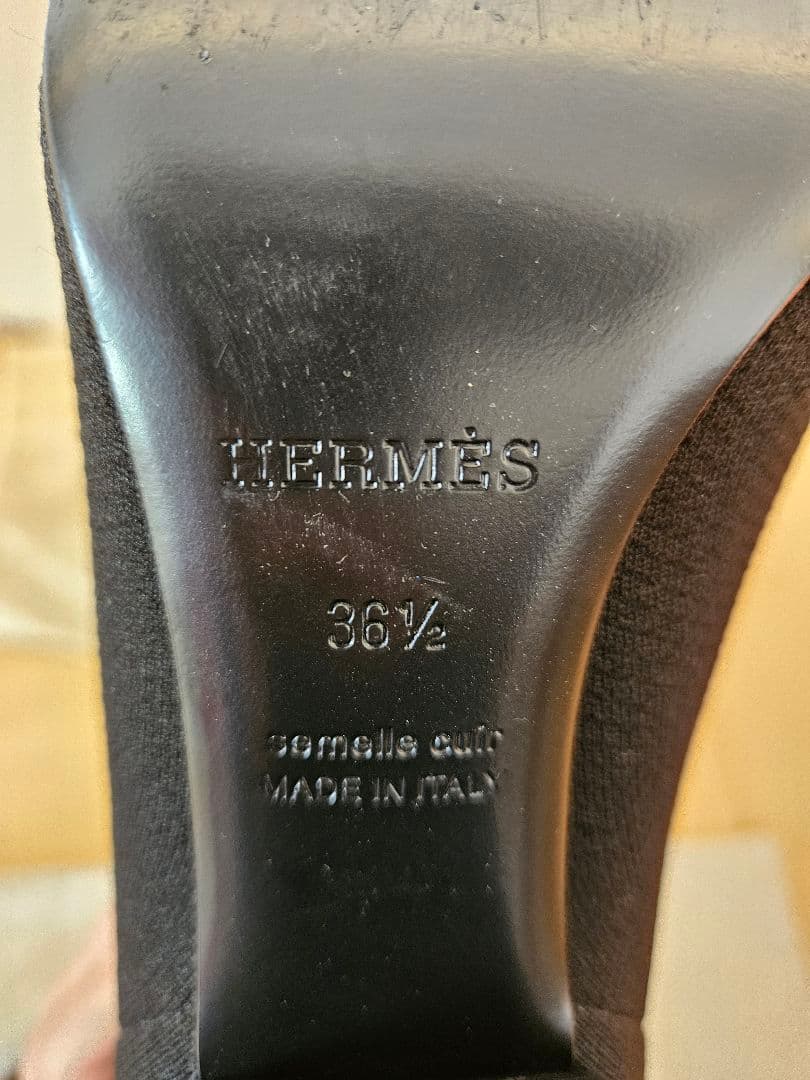 HERMÈS
36½
semelle cuir
MADE IN ITALY